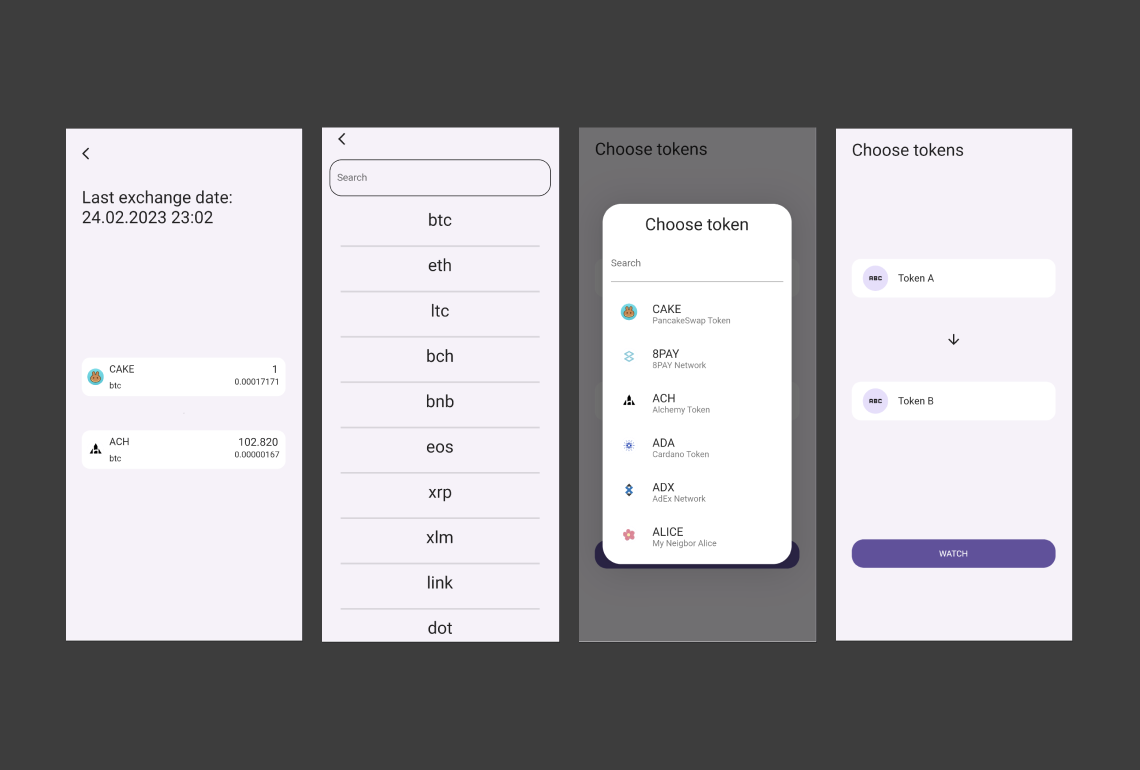 Last exchange date:
24.02.2023 23:02
CAKE 1
btc 0.00017171
ACH 102.820
btc 0.00000167
Search
btc
eth
ltc
bch
bnb
eos
xrp
xlm
link
dot
Choose tokens
Choose token
Search
CAKE
PancakeSwap Token
8PAY
8PAY Network
ACH
Alchemy Token
ADA
Cardano Token
ADX
AdEx Network
ALICE
My Neigbor Alice
Choose tokens
ABC Token A
ABC Token B
WATCH